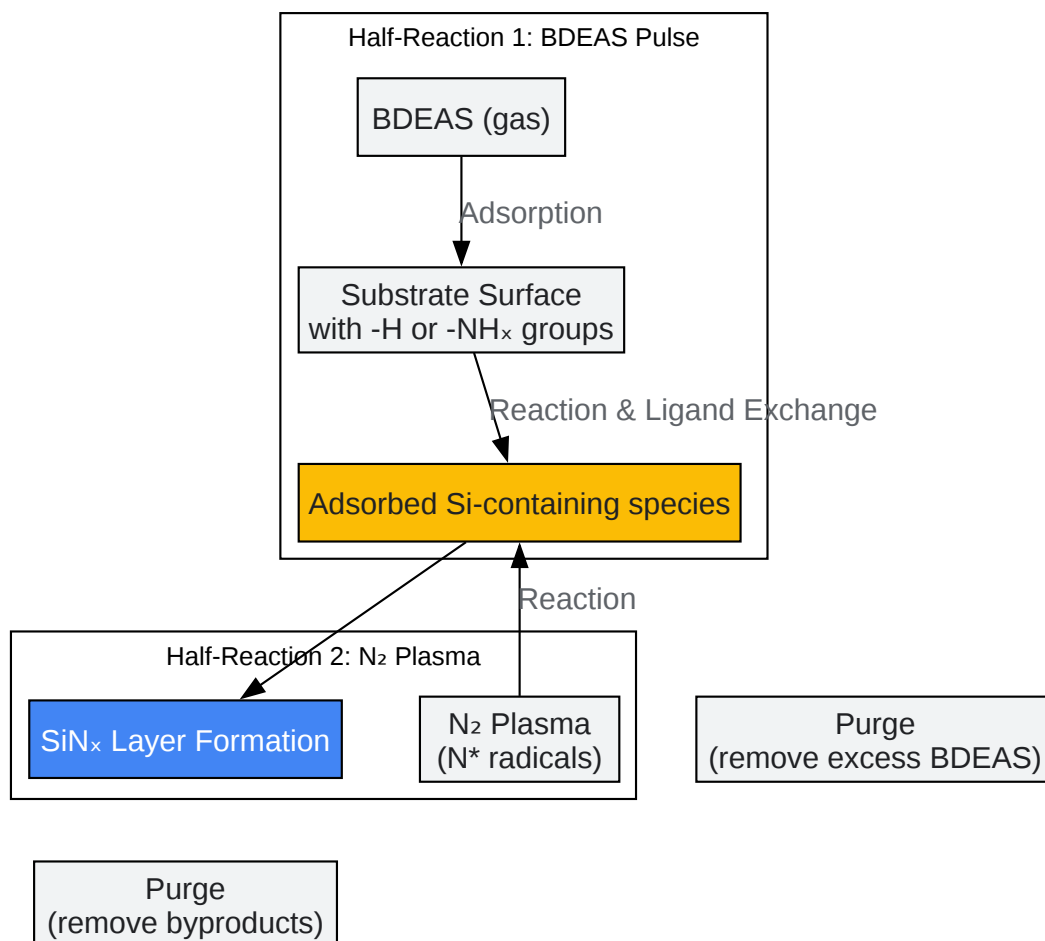 Half-Reaction 1: BDEAS Pulse
BDEAS (gas)
Adsorption
Substrate Surface
with -H or -NHₓ groups
Reaction & Ligand Exchange
Adsorbed Si-containing species
Reaction
Half-Reaction 2: N₂ Plasma
SiNₓ Layer Formation
N₂ Plasma
(N* radicals)
Purge
(remove excess BDEAS)
Purge
(remove byproducts)